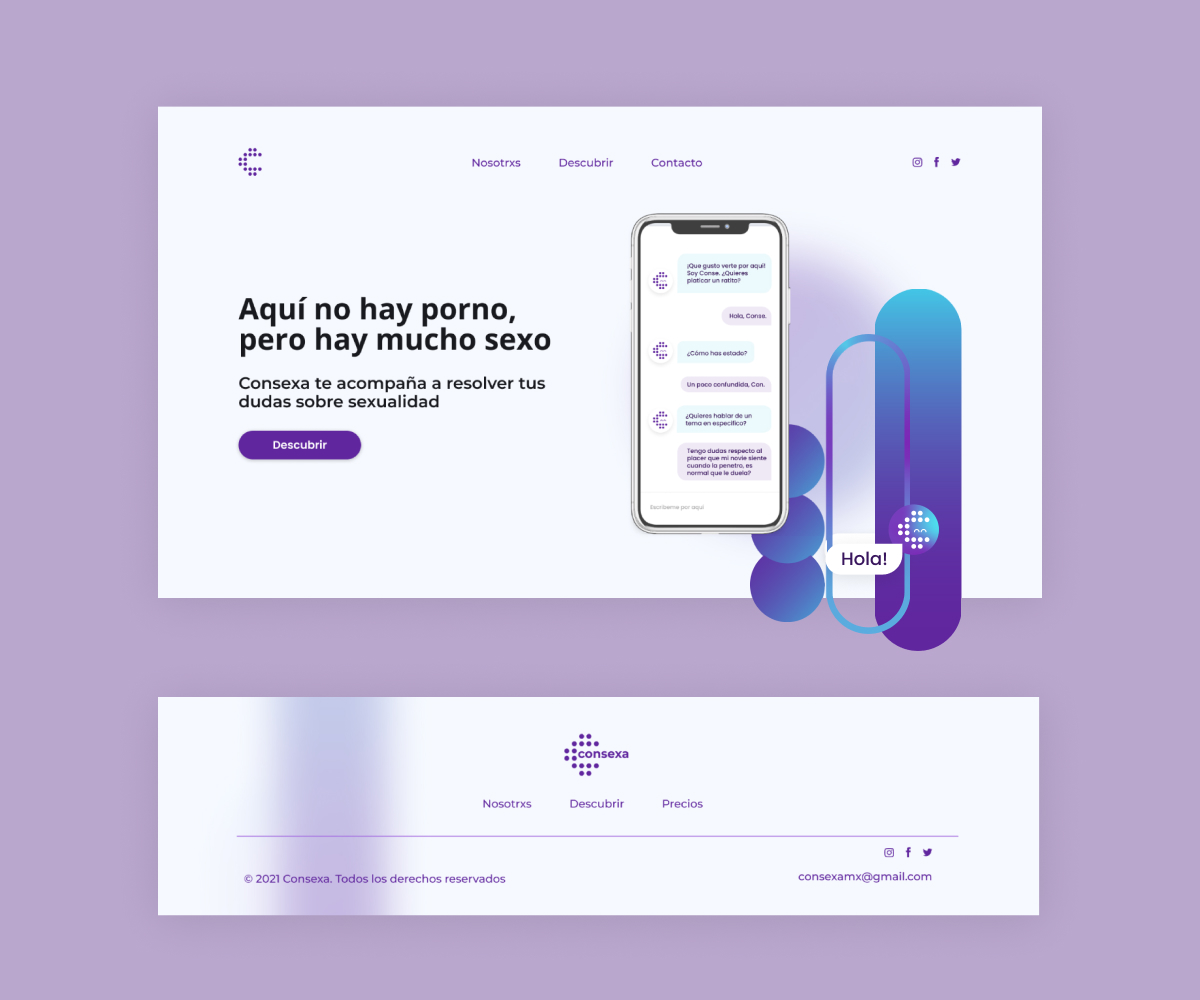 Nosotrxs Descubrir Contacto
¡Que gusto verte por aquí!
Soy Conse. ¿Quieres
platicar un ratito?
Hola, Conse.
¿Cómo has estado?
Un poco confundida, Con.
¿Quieres hablar de un
tema en específico?
Tengo dudas respecto al
placer que mi novie siente
cuando la penetro, es
normal que le duela?
Escribeme por aquí
Aquí no hay porno,
pero hay mucho sexo
Consexa te acompaña a resolver tus
dudas sobre sexualidad
Descubrir
Hola!
consexa
Nosotrxs Descubrir Precios
© 2021 Consexa. Todos los derechos reservados
consexamx@gmail.com